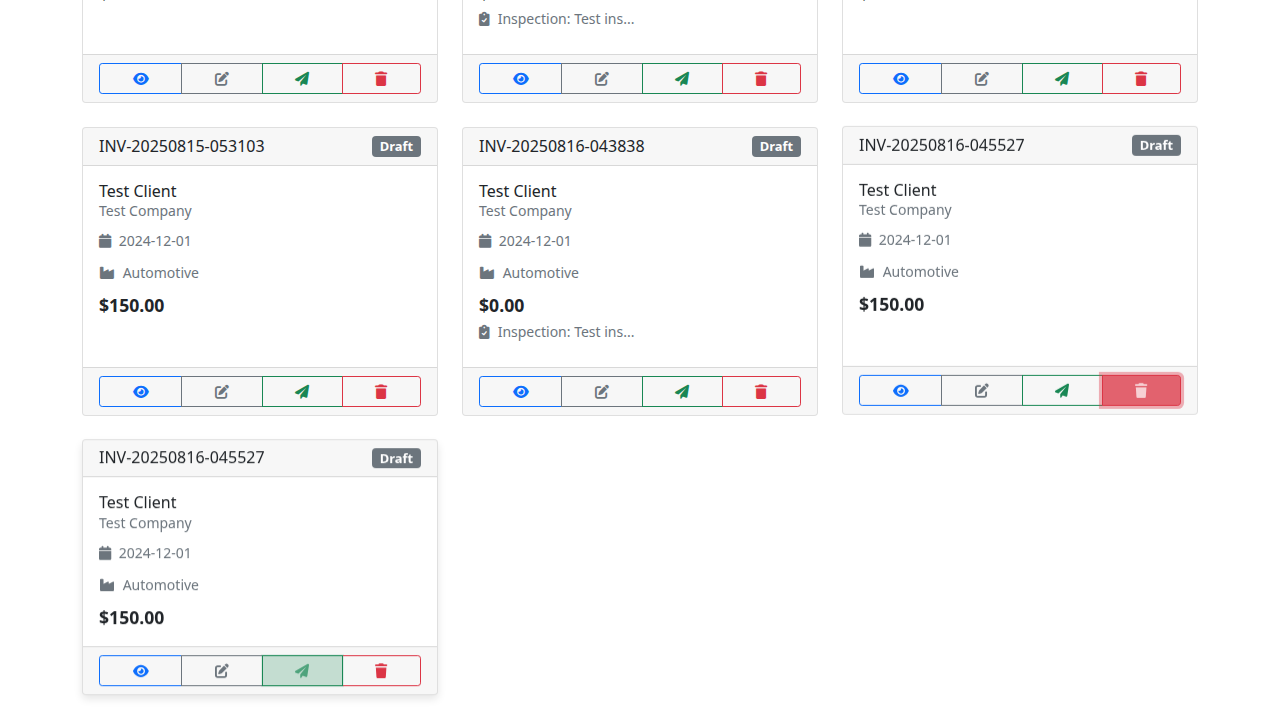 Inspection: Test ins...
INV-20250815-053103 Draft
Test Client
Test Company
2024-12-01
Automotive
$150.00
INV-20250816-043838 Draft
Test Client
Test Company
2024-12-01
Automotive
$0.00
Inspection: Test ins...
INV-20250816-045527 Draft
Test Client
Test Company
2024-12-01
Automotive
$150.00
INV-20250816-045527 Draft
Test Client
Test Company
2024-12-01
Automotive
$150.00